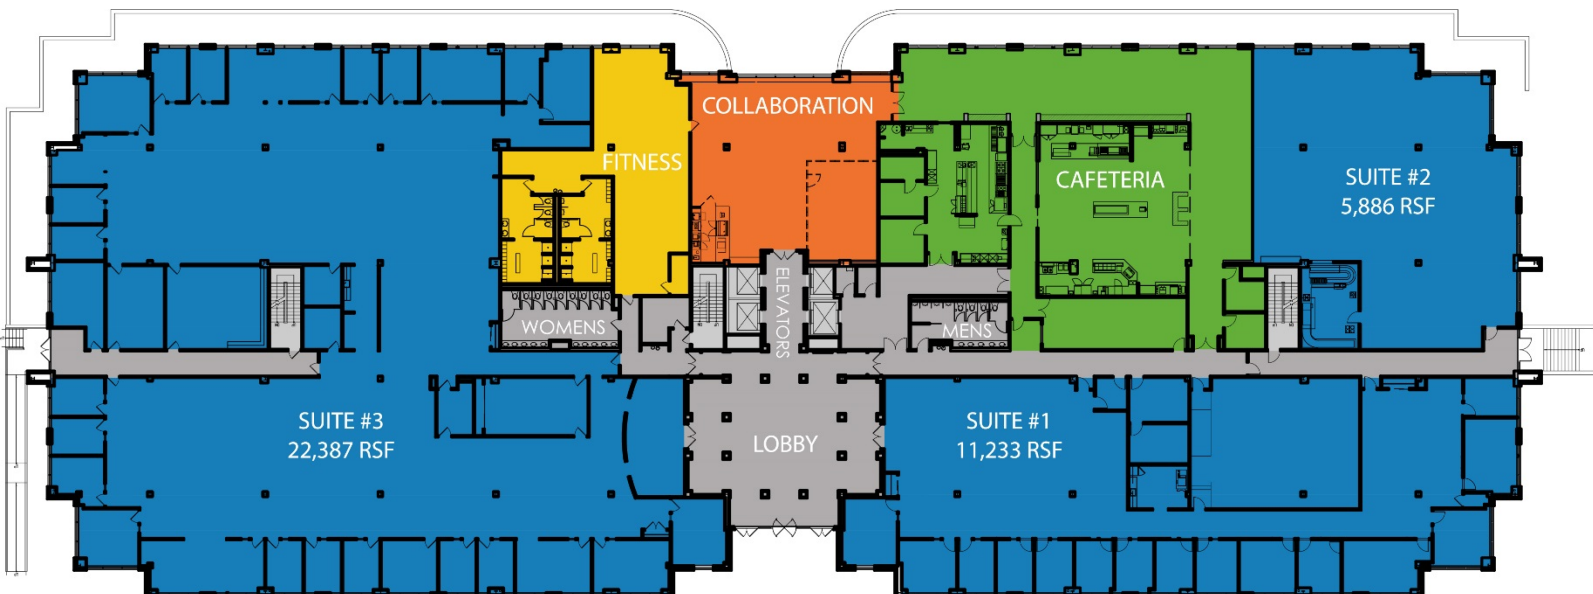 COLLABORATION
FITNESS
CAFETERIA
SUITE #2
5,886 RSF
ELEVATORS
WOMENS
MENS
SUITE #3
22,387 RSF
LOBBY
SUITE #1
11,233 RSF